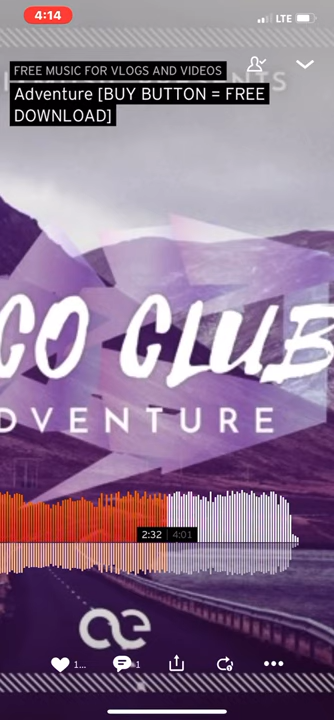 4:14
LTE
FREE MUSIC FOR VLOGS AND VIDEOS
Adventure [BUY BUTTON = FREE
DOWNLOAD]
CO CLUB
DVENTURE
2:32 | 4:01
1...
1